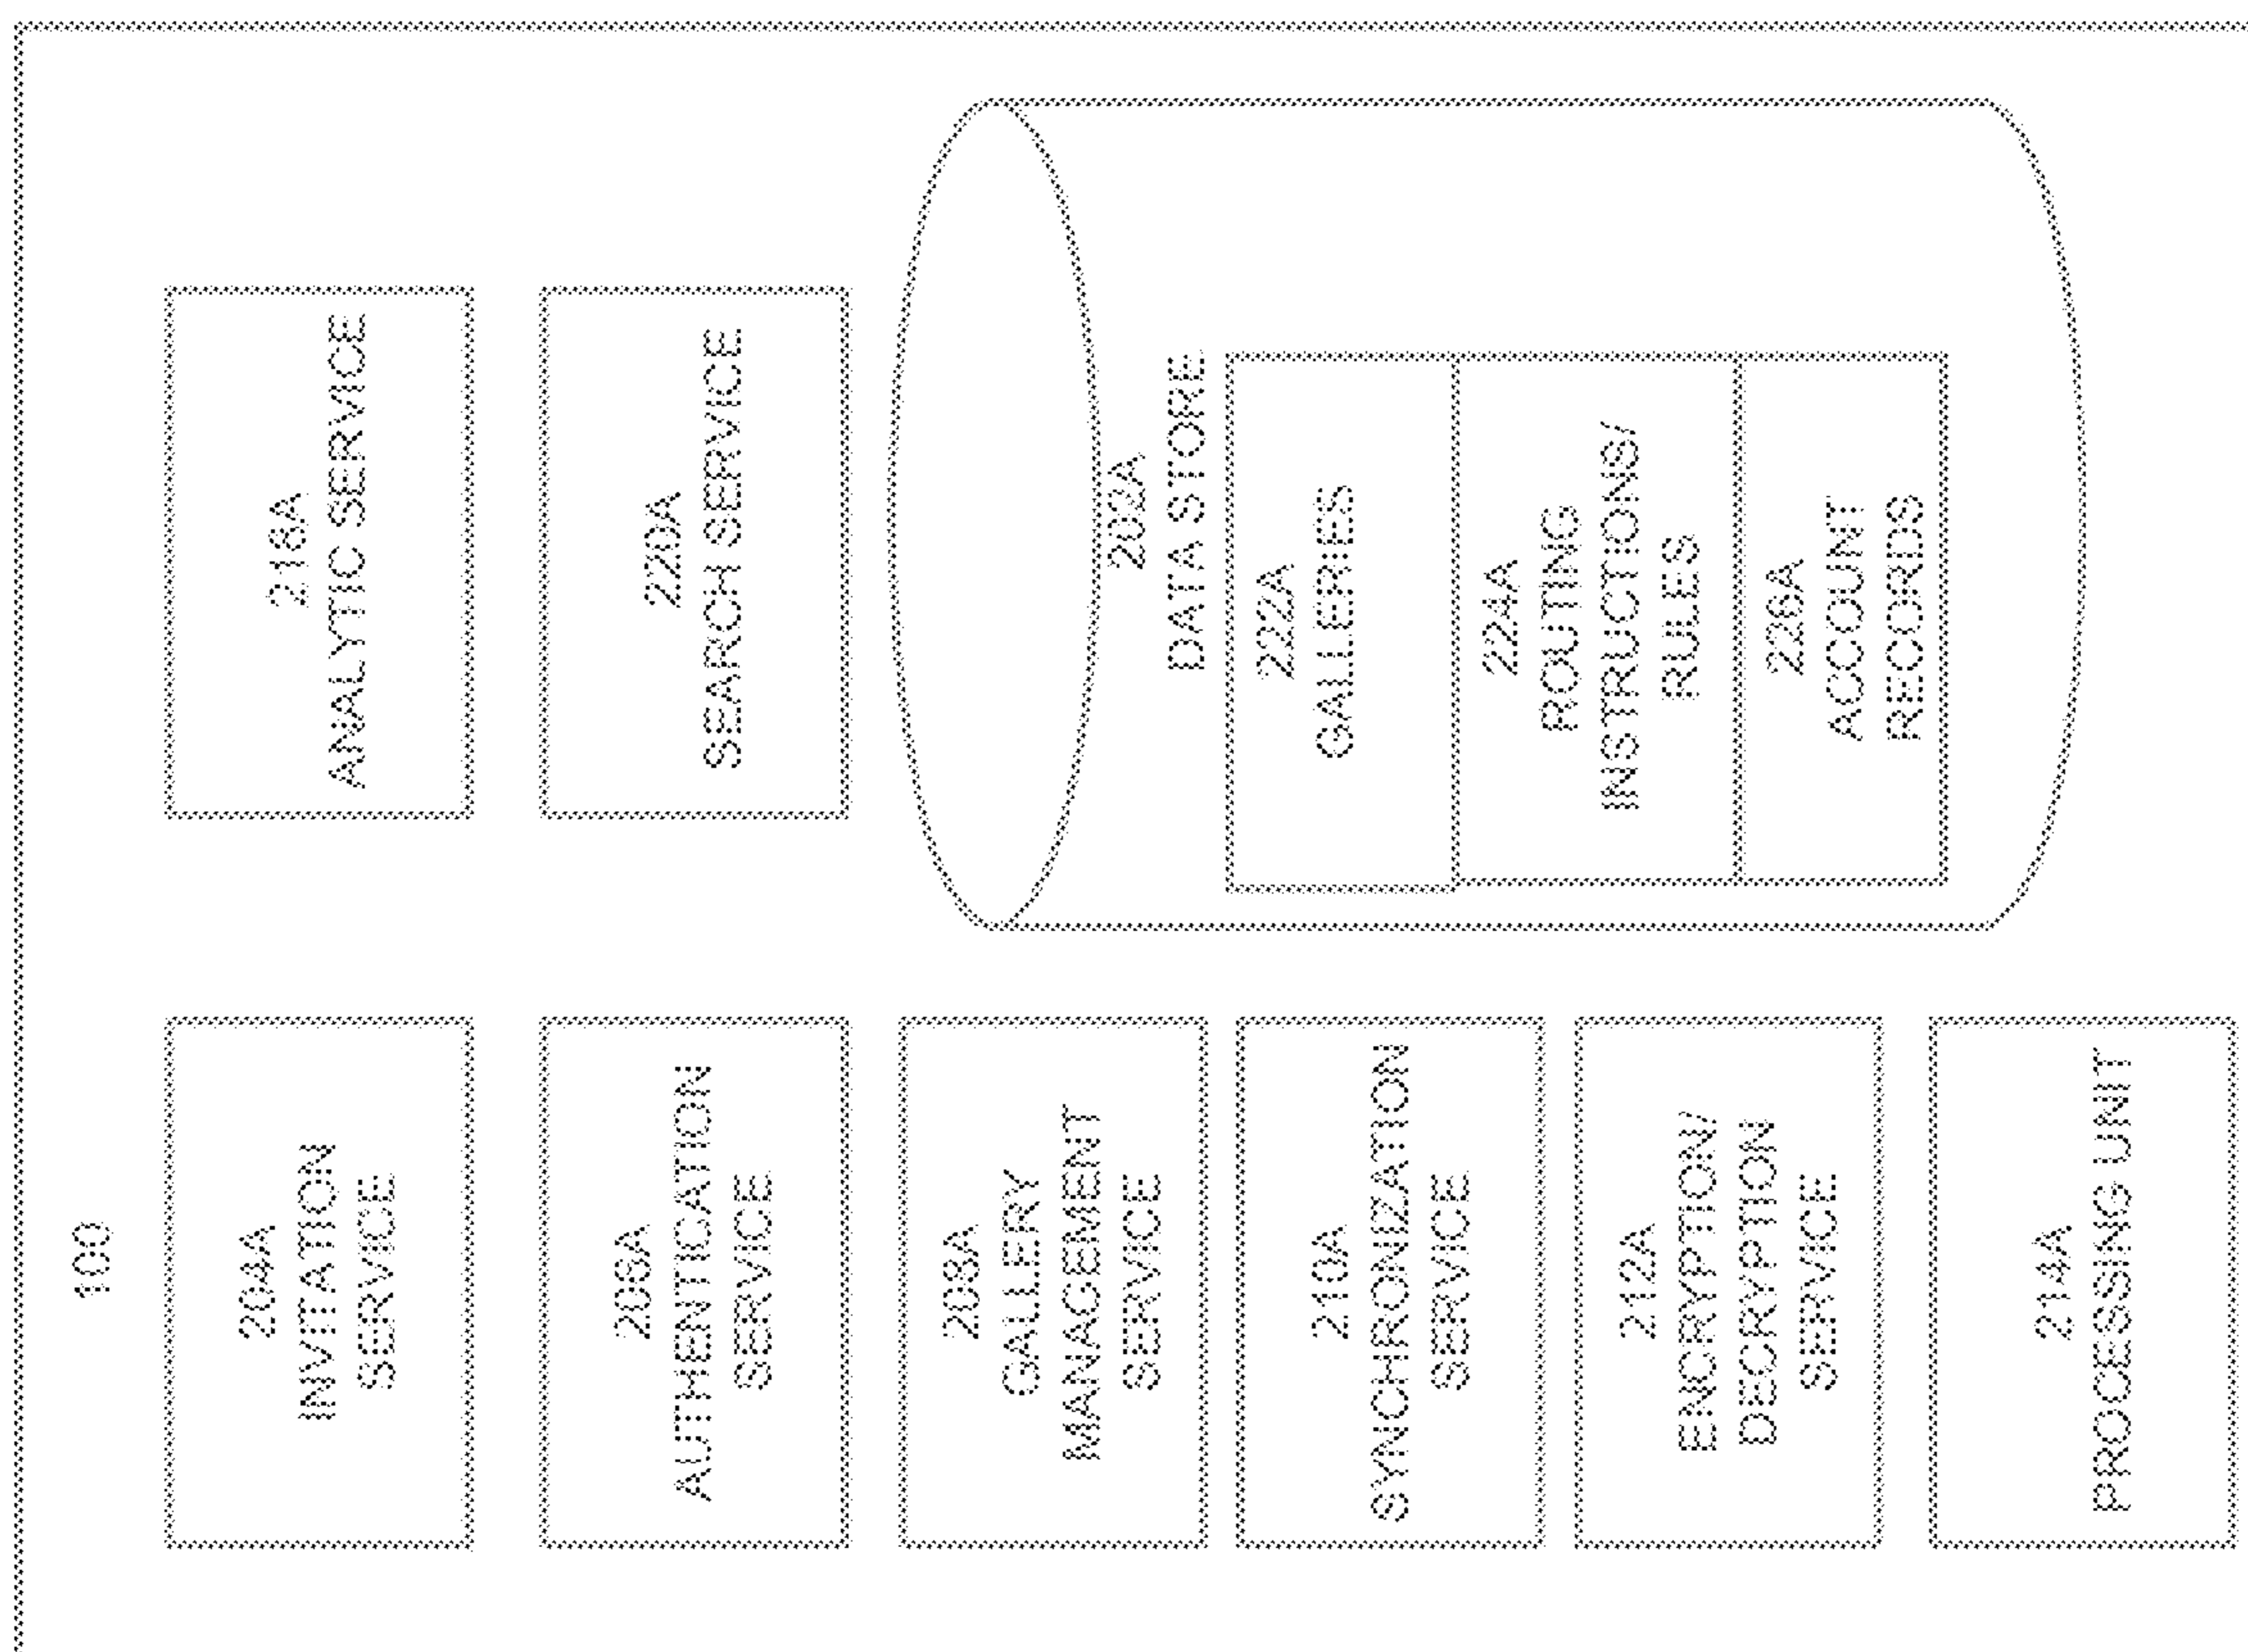 100
204A
INVITATION
SERVICE
218A
ANALYTIC SERVICE
206A
AUTHENTICATION
SERVICE
220A
SEARCH SERVICE
208A
GALLERY
MANAGEMENT
SERVICE
202A
DATA STORE
222A
GALLERIES
210A
SYNCHRONIZATION
SERVICE
224A
ROUTING
INSTRUCTIONS/
RULES
212A
ENCRYPTION/
DECRYPTION
SERVICE
226A
ACCOUNT
RECORDS
214A
PROCESSING UNIT